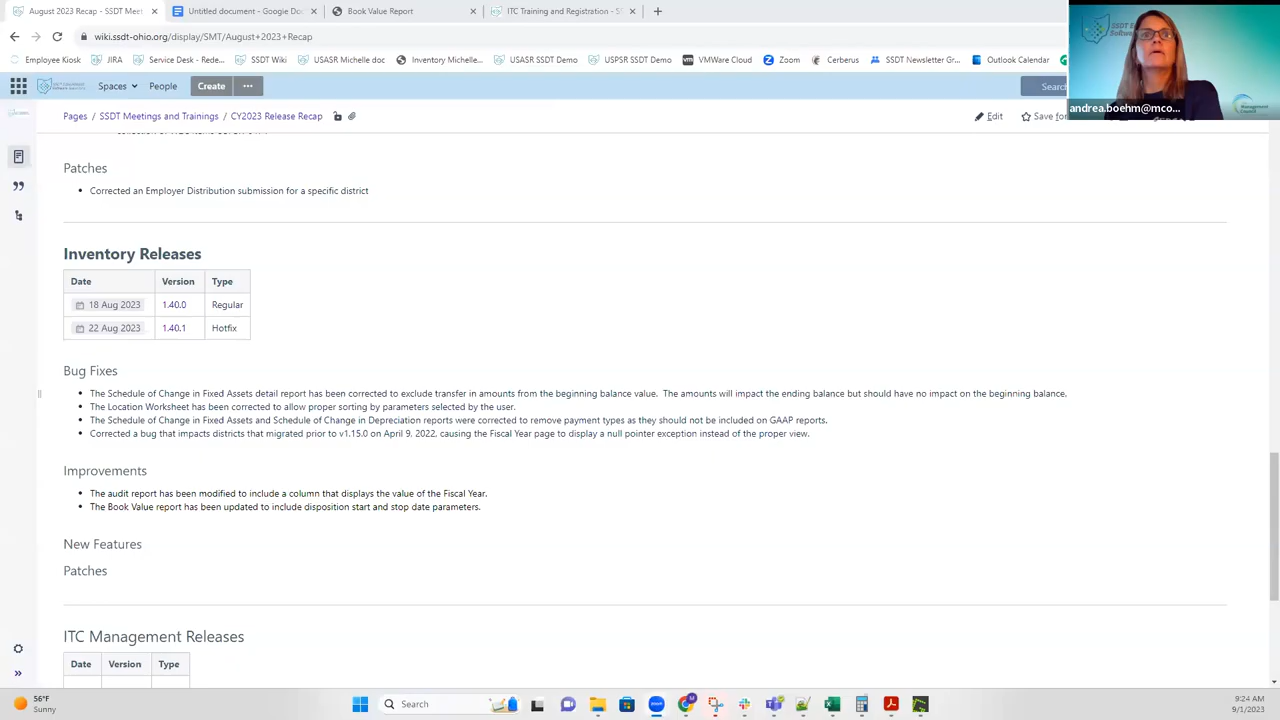 August 2023 Recap - SSDT Meet
Untitled document - Google Doc
Book Value Report
ITC Training and Registration - S
wiki.ssdt-ohio.org/display/SMT/August+2023+Recap
Employee Kiosk
JIRA
Service Desk - Rede...
SSDT Wiki
USASR Michelle doc
Inventory Michelle...
USASR SSDT Demo
USPSR SSDT Demo
VMWare Cloud
Zoom
Cerberus
SSDT Newsletter Gr...
Outlook Calendar
Spaces
People
Create
Searc
andrea.boehm@mco...
Pages / SSDT Meetings and Trainings / CY2023 Release Recap
Edit
Save for
Patches
• Corrected an Employer Distribution submission for a specific district
Inventory Releases
Date Version Type
18 Aug 2023 1.40.0 Regular
22 Aug 2023 1.40.1 Hotfix
Bug Fixes
• The Schedule of Change in Fixed Assets detail report has been corrected to exclude transfer in amounts from the beginning balance value. The amounts will impact the ending balance but should have no impact on the beginning balance.
• The Location Worksheet has been corrected to allow proper sorting by parameters selected by the user.
• The Schedule of Change in Fixed Assets and Schedule of Change in Depreciation reports were corrected to remove payment types as they should not be included on GAAP reports.
• Corrected a bug that impacts districts that migrated prior to v1.15.0 on April 9, 2022, causing the Fiscal Year page to display a null pointer exception instead of the proper view.
Improvements
• The audit report has been modified to include a column that displays the value of the Fiscal Year.
• The Book Value report has been updated to include disposition start and stop date parameters.
New Features
Patches
ITC Management Releases
Date Version Type
56°F
Sunny
Search
9:24 AM
9/1/2023